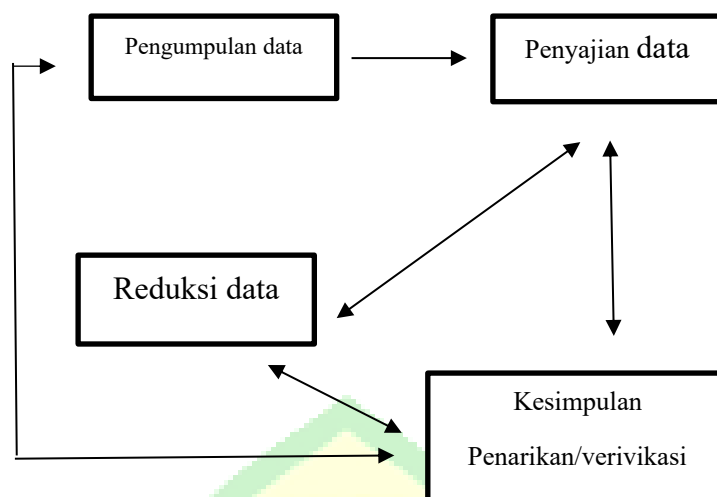 Pengumpulan data
Penyajian data
Reduksi data
Kesimpulan
Penarikan/verivikasi